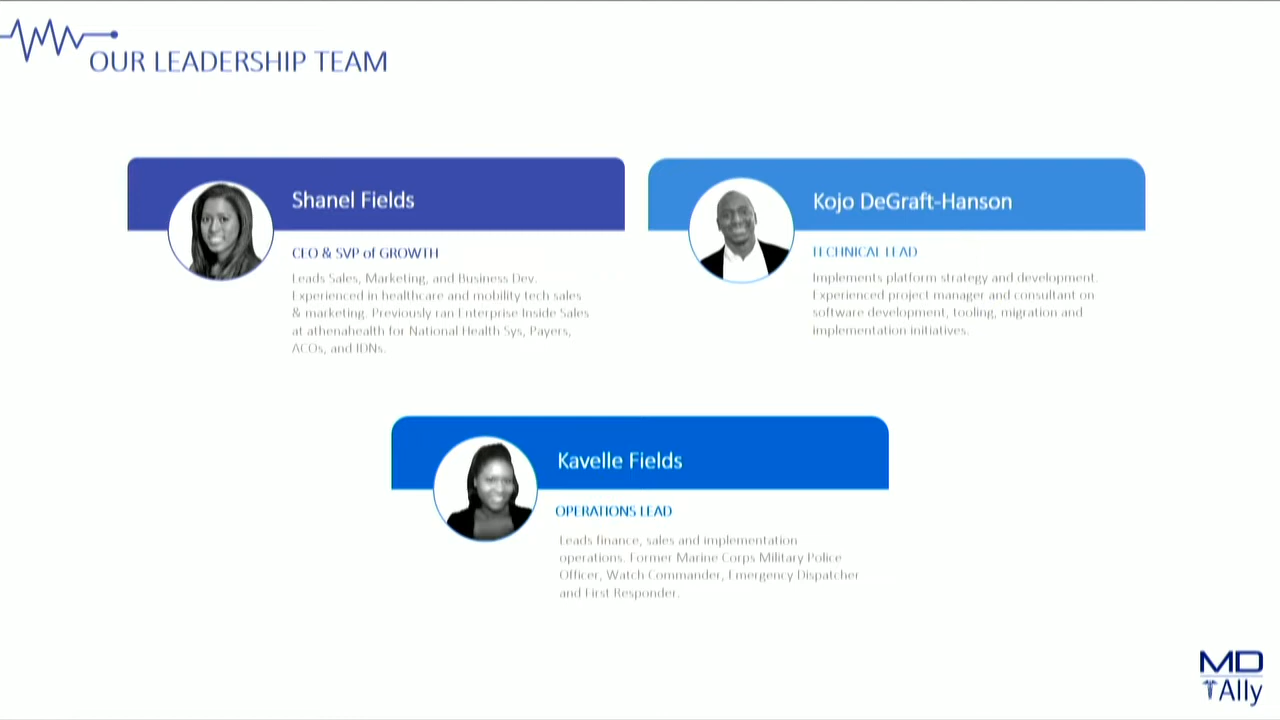 OUR LEADERSHIP TEAM
Shanel Fields
CEO & SVP of GROWTH
Leads Sales, Marketing, and Business Dev.
Experienced in healthcare and mobility tech sales
& marketing. Previously ran Enterprise Inside Sales
at athenahealth for National Health Sys, Payers,
ACOs, and IDNs.
Kojo DeGraft-Hanson
TECHNICAL LEAD
Implements platform strategy and development.
Experienced project manager and consultant on
software development, tooling, migration and
implementation initiatives.
Kavelle Fields
OPERATIONS LEAD
Leads finance, sales and implementation
operations. Former Marine Corps Military Police
Officer, Watch Commander, Emergency Dispatcher
and First Responder.
MD
Ally